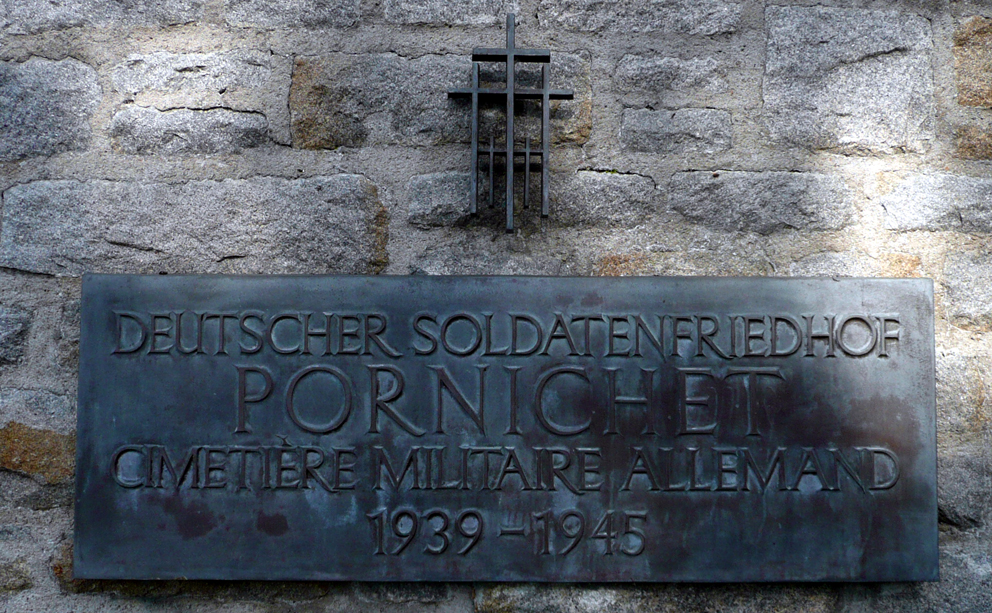 DEUTSCHER SOLDATENFRIEDHOF
PORNICHET
CIMETIÈRE MILITAIRE ALLEMAND
1939-1945